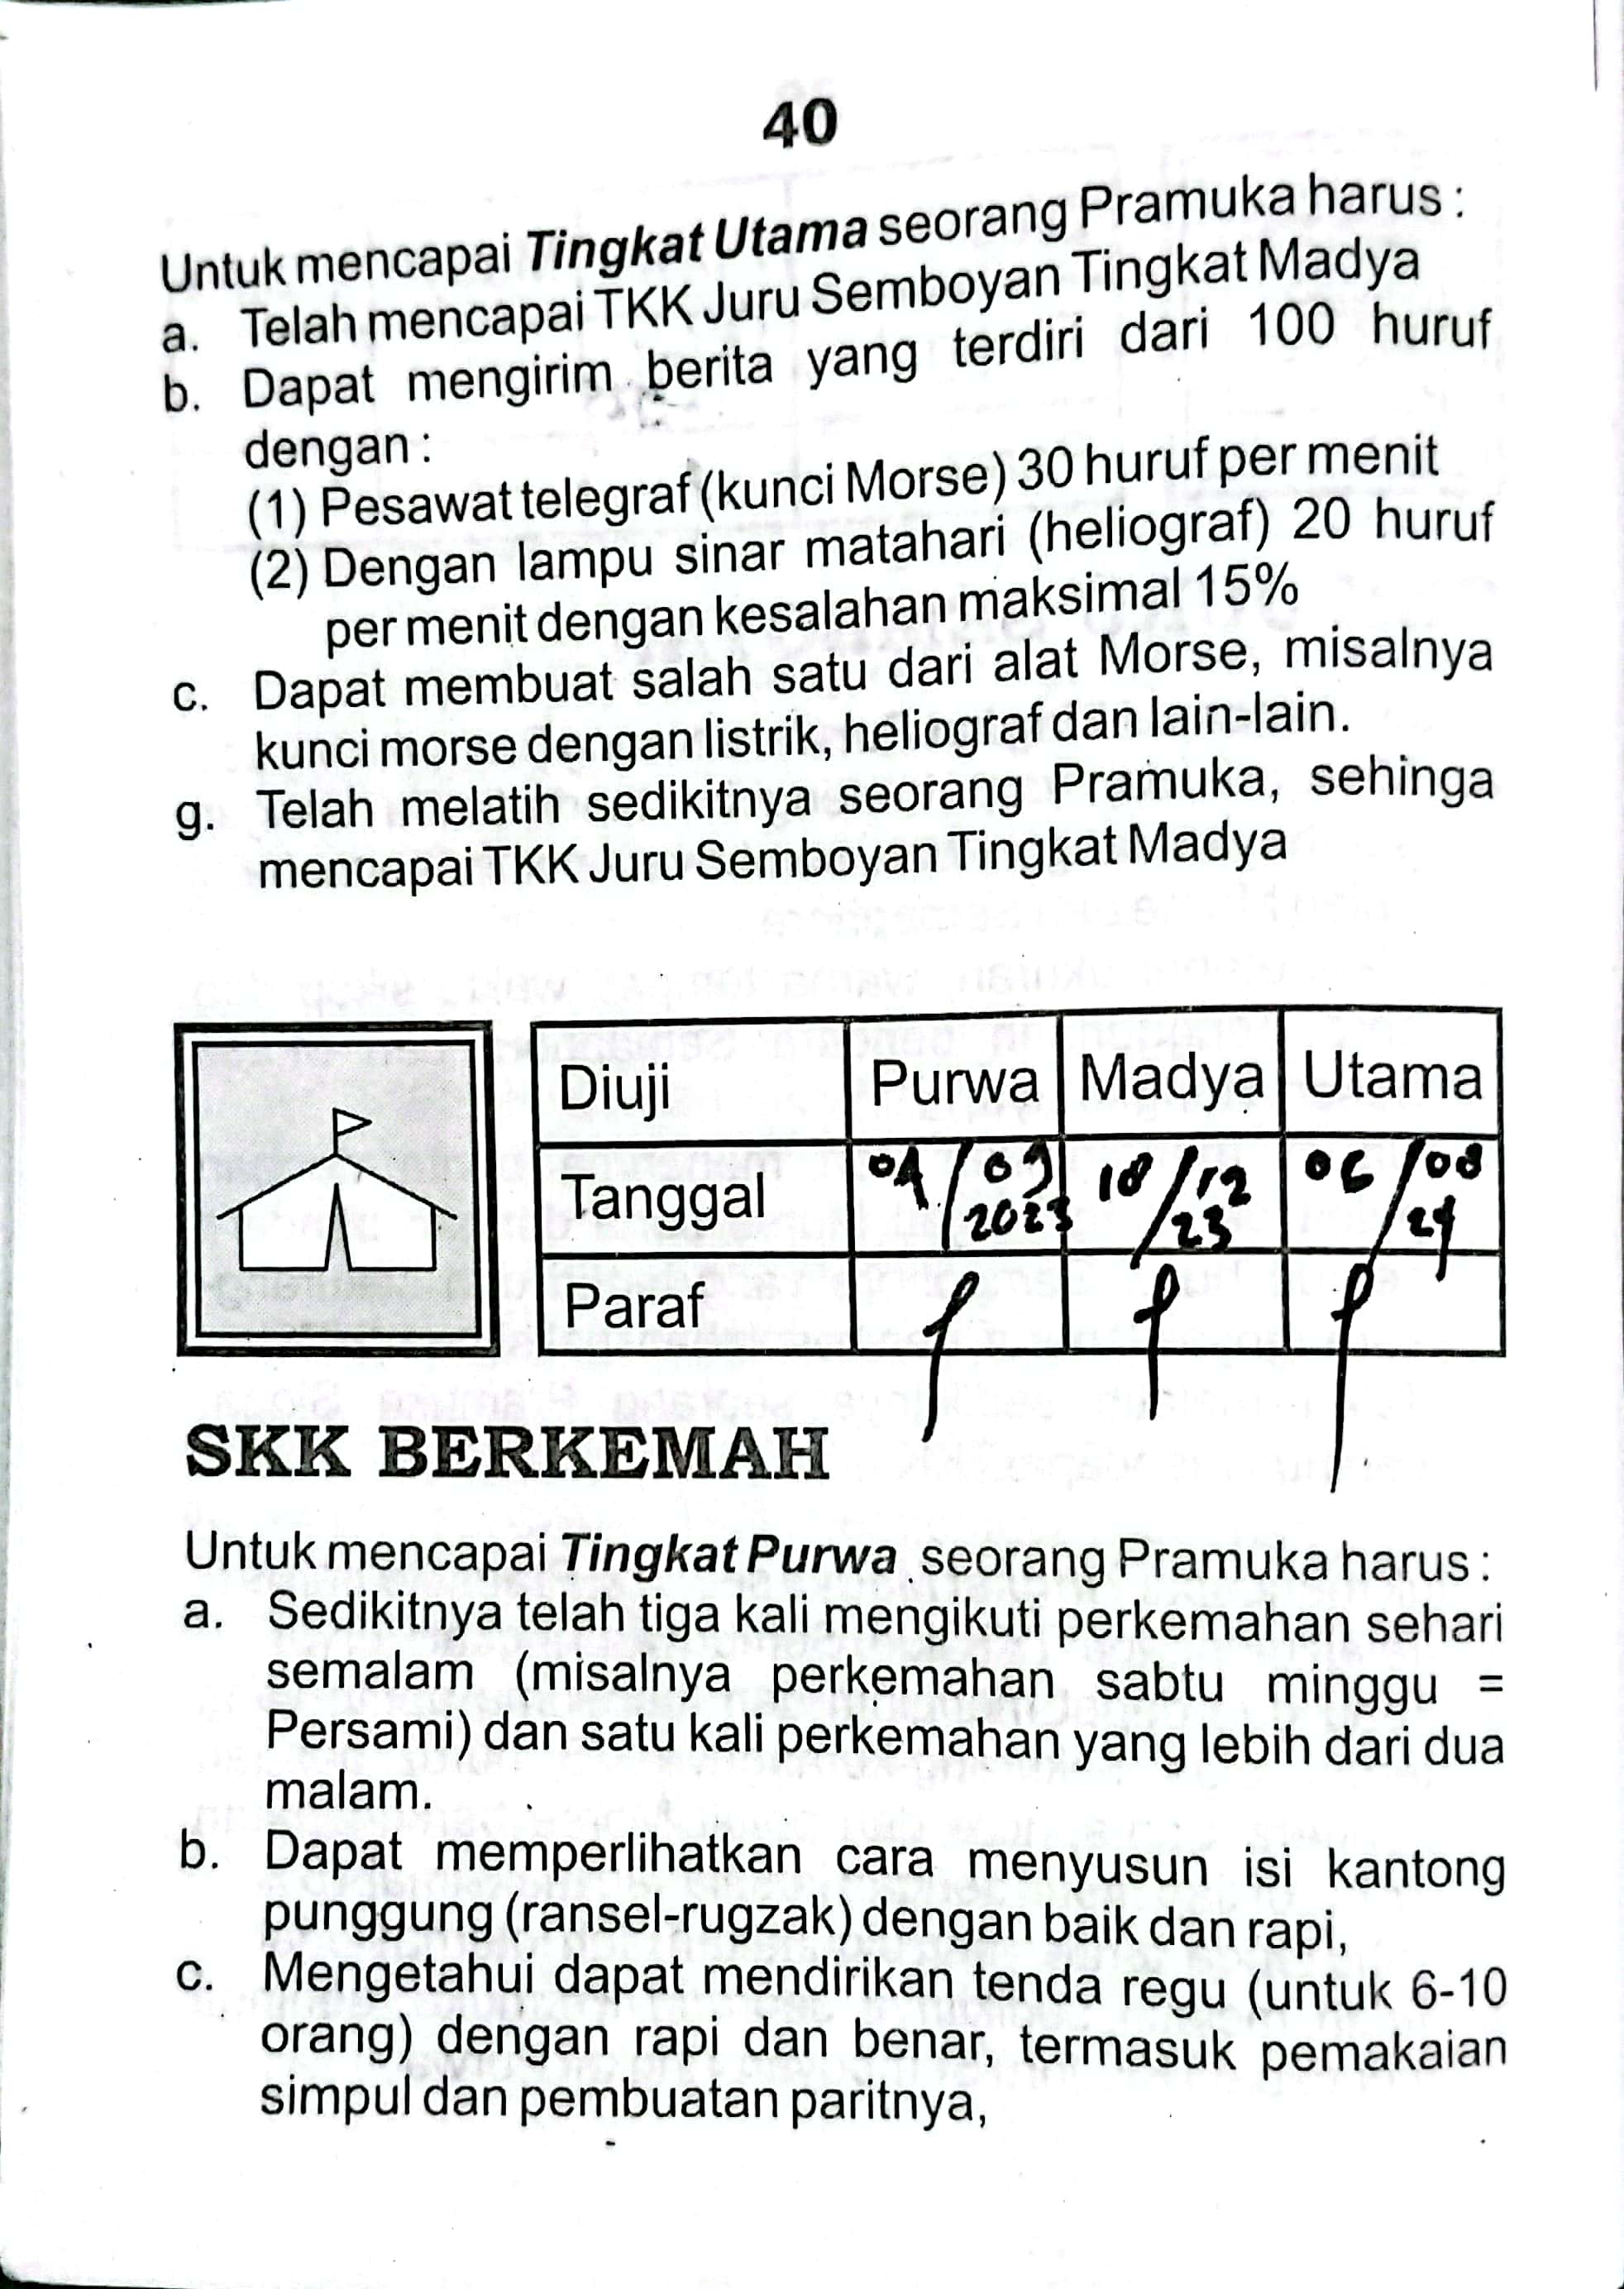 40
Untuk mencapai Tingkat Utama seorang Pramuka harus :
a. Telah mencapai TKK Juru Semboyan Tingkat Madya
b. Dapat mengirim berita yang terdiri dari 100 huruf
dengan :
(1) Pesawat telegraf (kunci Morse) 30 huruf per menit
(2) Dengan lampu sinar matahari (heliograf) 20 huruf
per menit dengan kesalahan maksimal 15%
c. Dapat membuat salah satu dari alat Morse, misalnya
kunci morse dengan listrik, heliograf dan lain-lain.
g. Telah melatih sedikitnya seorang Pramuka, sehinga
mencapai TKK Juru Semboyan Tingkat Madya
Diuji Purwa Madya Utama
Tanggal 04/09 2023 18/12 23 06/08 24
Paraf
SKK BERKEMAH
Untuk mencapai Tingkat Purwa seorang Pramuka harus :
a. Sedikitnya telah tiga kali mengikuti perkemahan sehari
semalam (misalnya perkemahan sabtu minggu =
Persami) dan satu kali perkemahan yang lebih dari dua
malam.
b. Dapat memperlihatkan cara menyusun isi kantong
punggung (ransel-rugzak) dengan baik dan rapi,
c. Mengetahui dapat mendirikan tenda regu (untuk 6-10
orang) dengan rapi dan benar, termasuk pemakaian
simpul dan pembuatan paritnya,